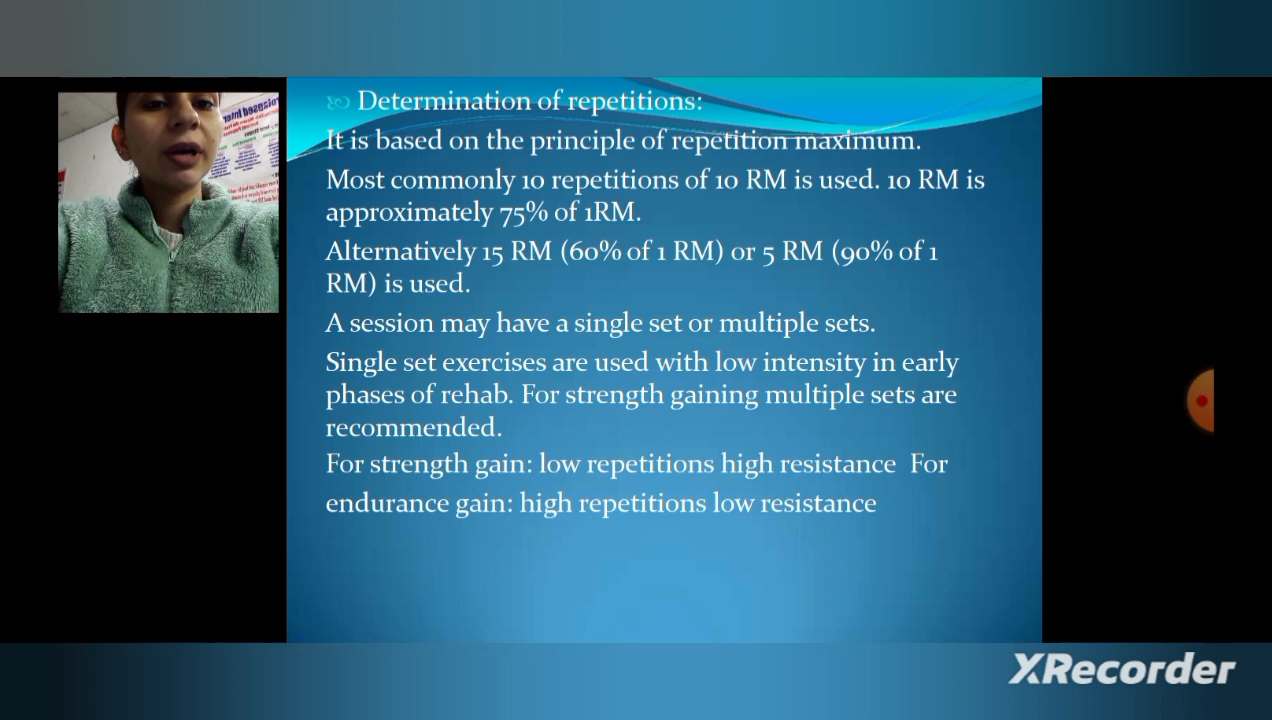 Determination of repetitions:
It is based on the principle of repetition maximum.
Most commonly 10 repetitions of 10 RM is used. 10 RM is
approximately 75% of 1RM.
Alternatively 15 RM (60% of 1 RM) or 5 RM (90% of 1
RM) is used.
A session may have a single set or multiple sets.
Single set exercises are used with low intensity in early
phases of rehab. For strength gaining multiple sets are
recommended.
For strength gain: low repetitions high resistance For
endurance gain: high repetitions low resistance
XRecorder